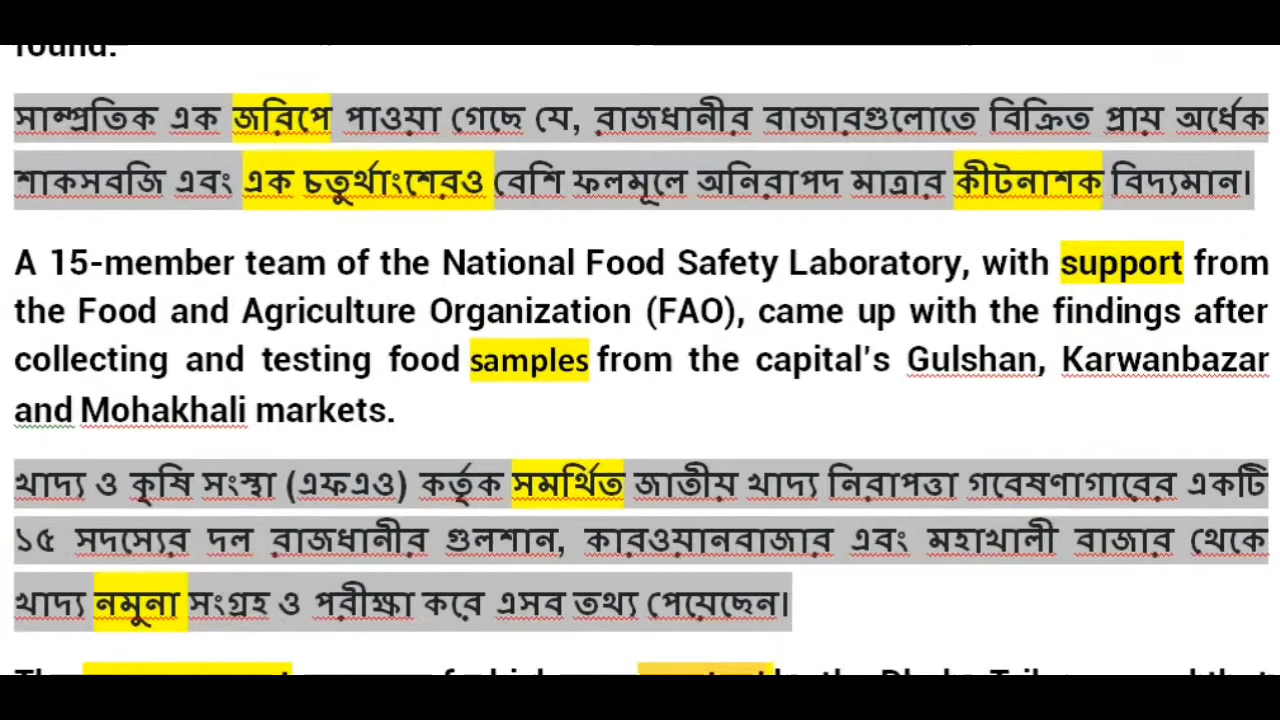 found.
সাম্প্রতিক এক জরিপে পাওয়া গেছে যে, রাজধানীর বাজারগুলোতে বিক্রিত প্রায় অর্ধেক
শাকসবজি এবং এক চতুর্থাংশেরও বেশি ফলমূলে অনিরাপদ মাত্রার কীটনাশক বিদ্যমান।
A 15-member team of the National Food Safety Laboratory, with support from
the Food and Agriculture Organization (FAO), came up with the findings after
collecting and testing food samples from the capital's Gulshan, Karwanbazar
and Mohakhali markets.
খাদ্য ও কৃষি সংস্থা (এফএও) কর্তৃক সমর্থিত জাতীয় খাদ্য নিরাপত্তা গবেষণাগারের একটি
১৫ সদস্যের দল রাজধানীর গুলশান, কারওয়ানবাজার এবং মহাখালী বাজার থেকে
খাদ্য নমুনা সংগ্রহ ও পরীক্ষা করে এসব তথ্য পেয়েছেন।